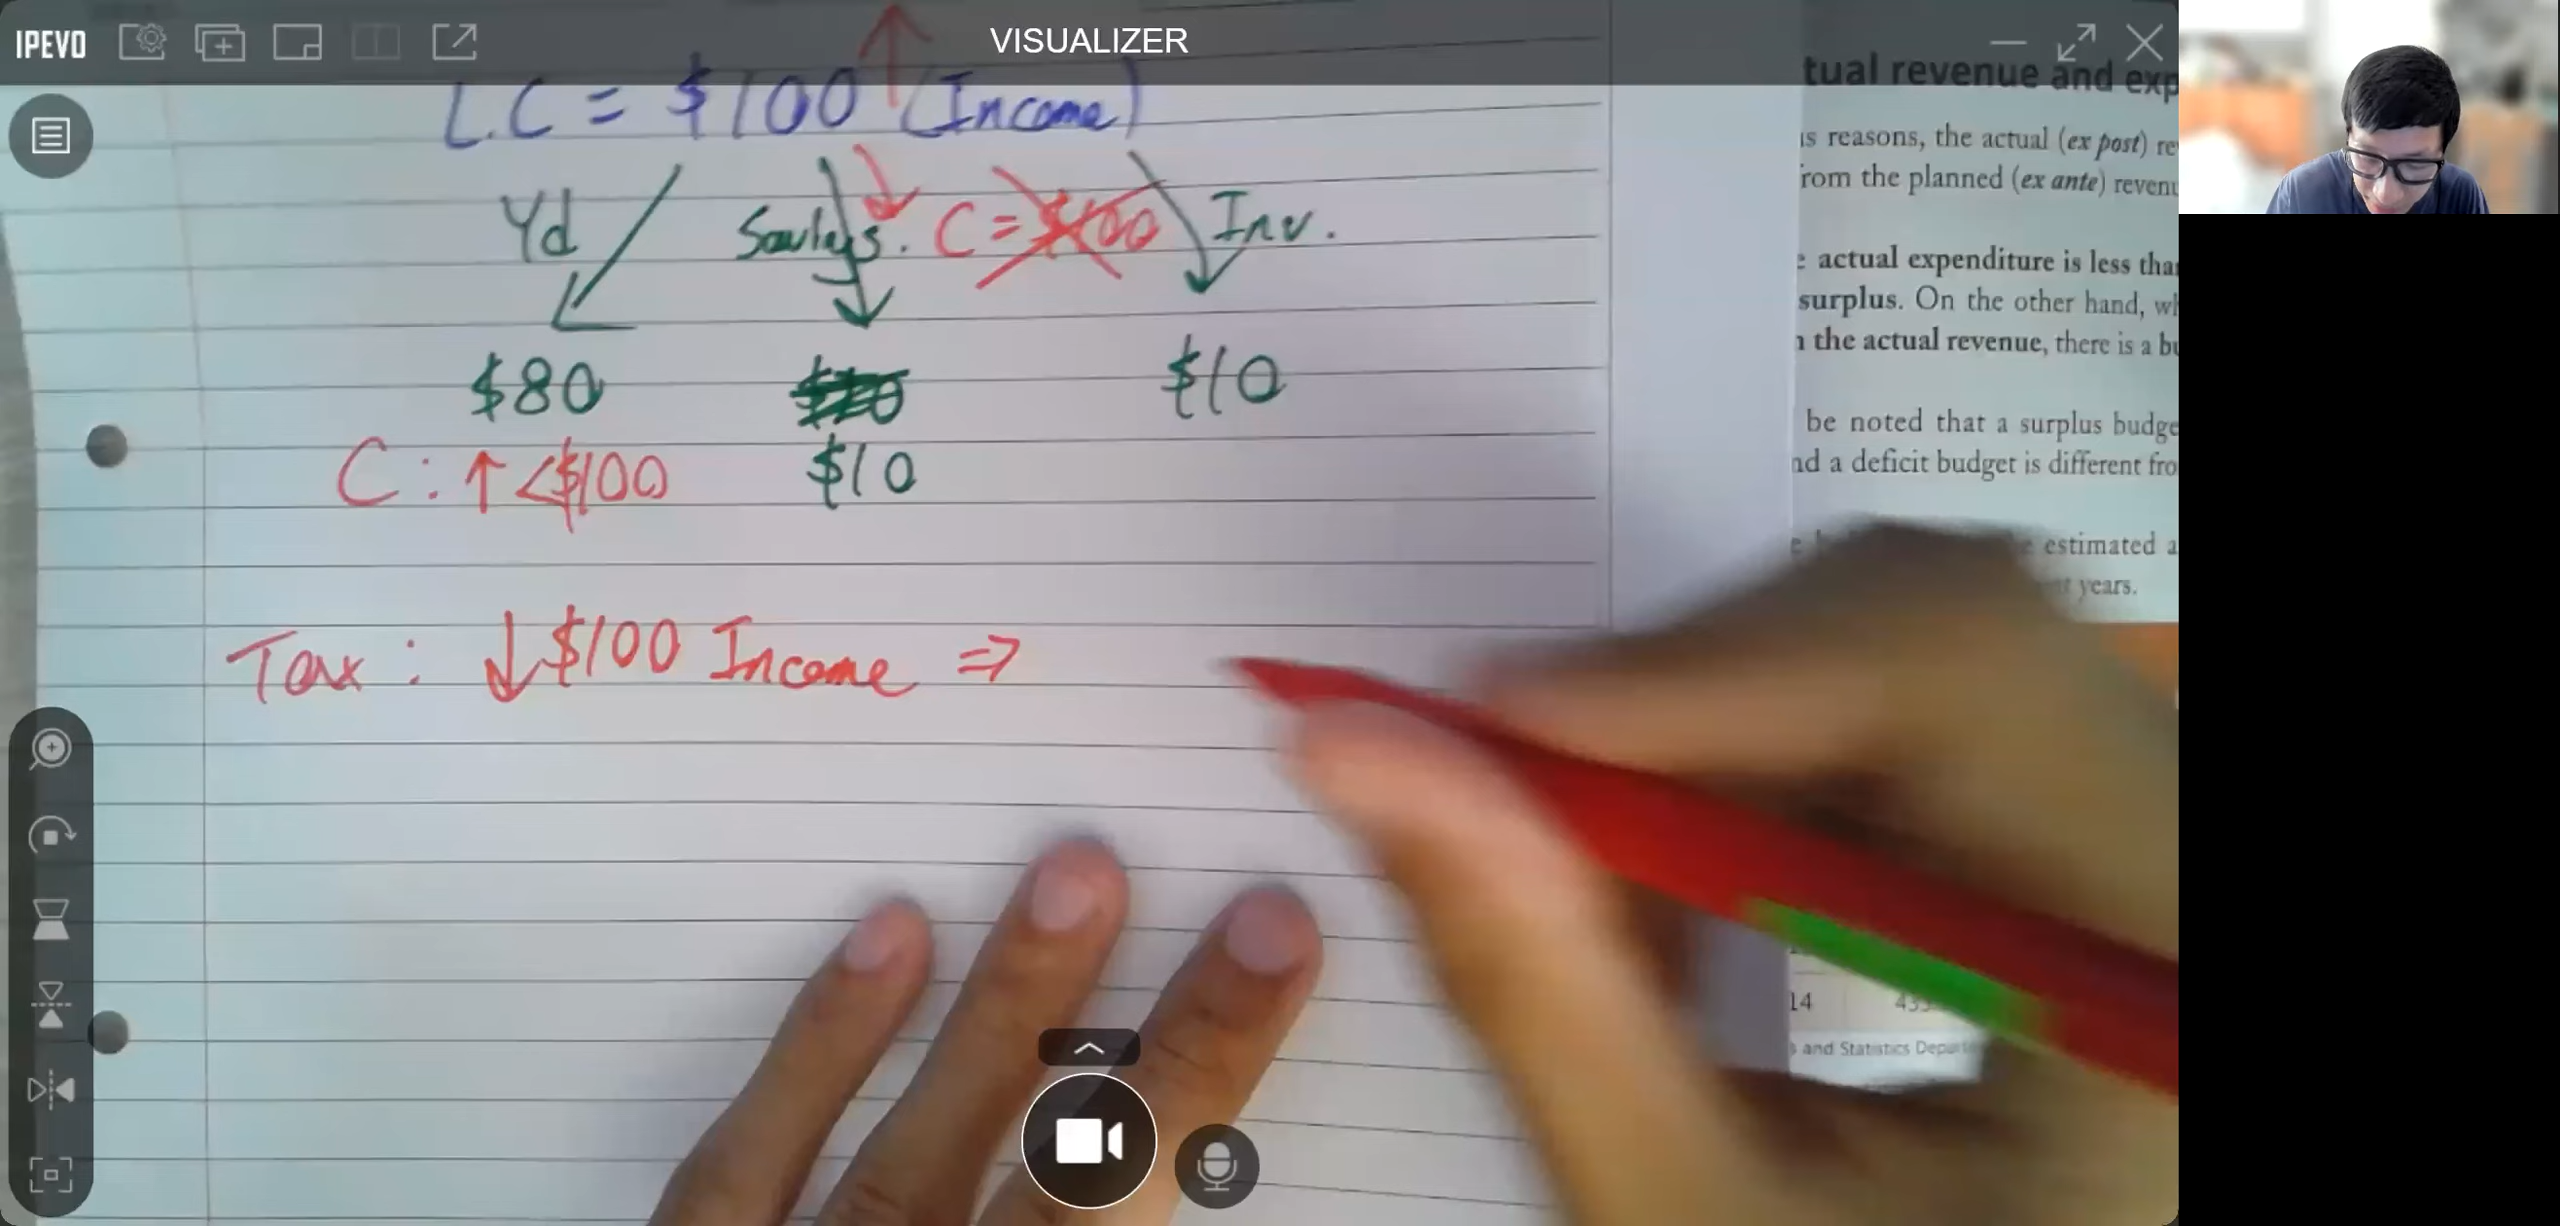 IPEVO
VISUALIZER
L.C = $100 ↑ (Income)
Yd
Savings.
C = $100
Inv.
$80
$10
C : ↑ <$100
$10
Tax : ↓ $100 Income ⇒
tual revenue and exp
is reasons, the actual (ex post) re
rom the planned (ex ante) revenu
actual expenditure is less tha
surplus. On the other hand, wh
the actual revenue, there is a bu
be noted that a surplus budge
nd a deficit budget is different fro
estimated a
years.
14
and Statistics Depart